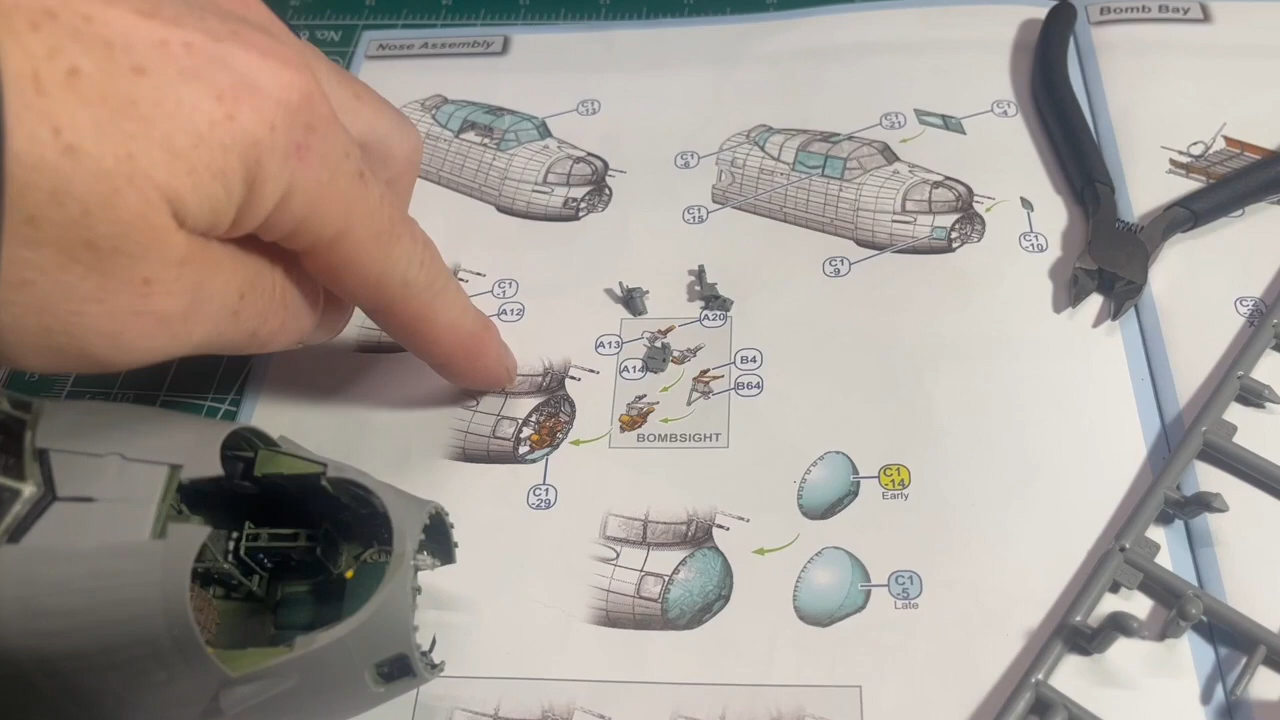 No. 
Nose Assembly
Bomb Bay
C1
-13
C1
-21
C1
-4
C1
-6
C1
-15
C1
-10
C1
-9
C1
-1
A12
A20
A13
A14
B4
B64
BOMBSIGHT
C1
-29
C1
-14
Early
C1
-5
Late